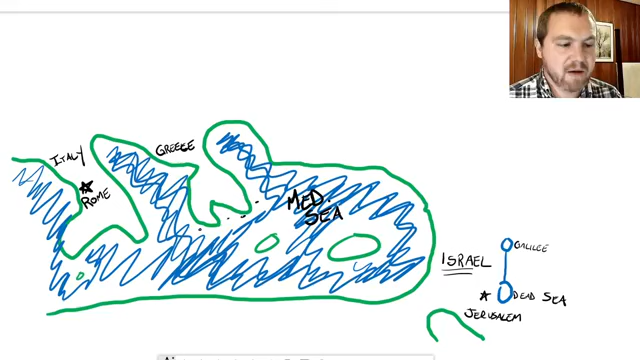 ITALY
ROME
GREECE
MED.
SEA
ISRAEL
GALILEE
DEAD SEA
JERUSALEM